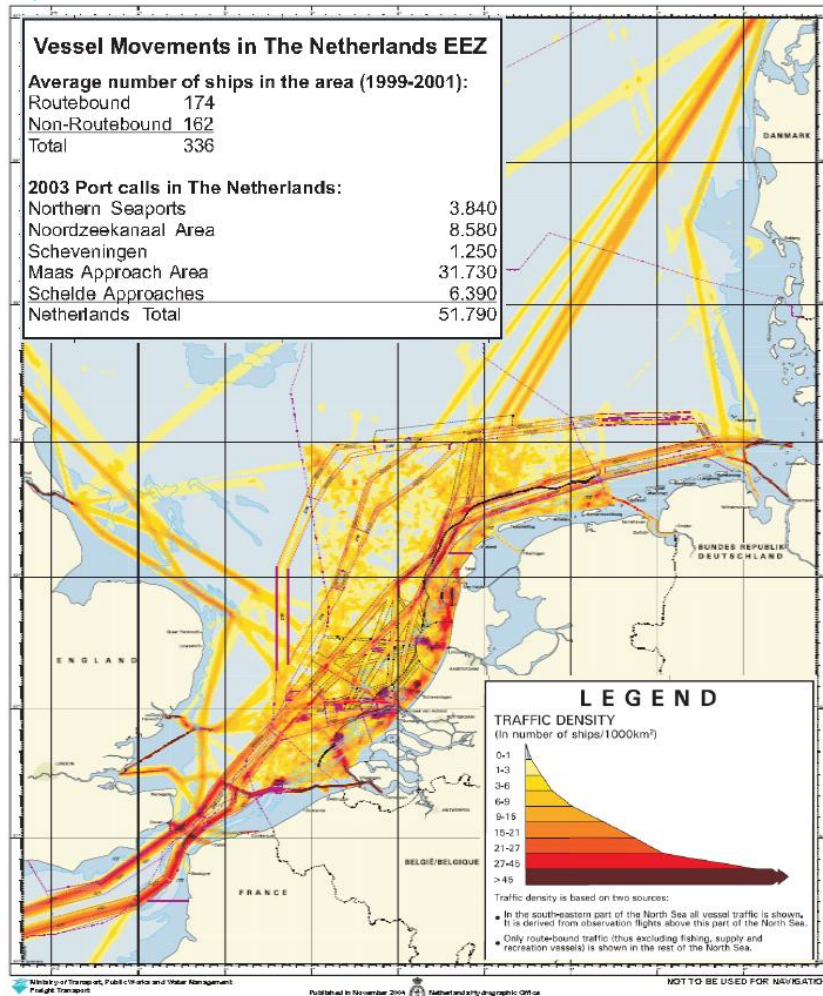 Vessel Movements in The Netherlands EEZ
Average number of ships in the area (1999-2001):
Routebound 174
Non-Routebound 162
Total 336
2003 Port calls in The Netherlands:
Northern Seaports 3.840
Noordzeekanaal Area 8.580
Scheveningen 1.250
Maas Approach Area 31.730
Schelde Approaches 6.390
Netherlands Total 51.790
DANMARK
BUNDES REPUBLIK
DEUTSCHLAND
ENGLAND
LONDON
AMSTERDAM
ANTWERPEN
BELGIË/BELGIQUE
FRANCE
LEGEND
TRAFFIC DENSITY
(In number of ships/1000km²)
0-1
1-3
3-6
6-9
9-15
15-21
21-27
27-45
>45
Traffic density is based on two sources:
• In the south-eastern part of the North Sea all vessel traffic is shown.
It is derived from observation flights above this part of the North Sea.
• Only route-bound traffic (thus excluding fishing, supply and
recreation vessels) is shown in the rest of the North Sea.
Ministry of Transport, Public Works and Water Management
Freight Transport
Published in November 2004
Netherlands Hydrographic Office
NOT TO BE USED FOR NAVIGATIO